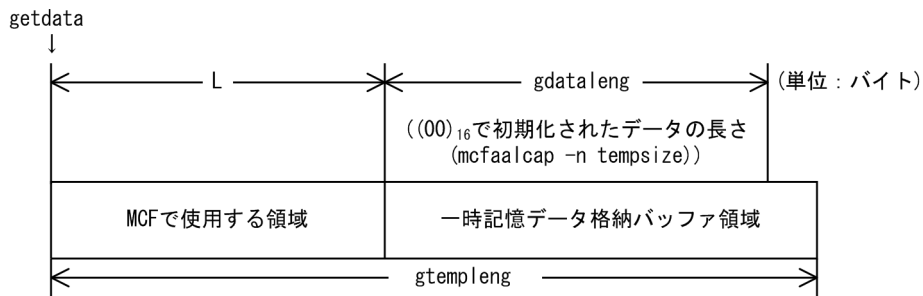 getdata
↓
L
gdataleng
(単位：バイト)
((00)₁₆で初期化されたデータの長さ
(mcfaalcap -n tempsize))
MCFで使用する領域
一時記憶データ格納バッファ領域
gtempleng